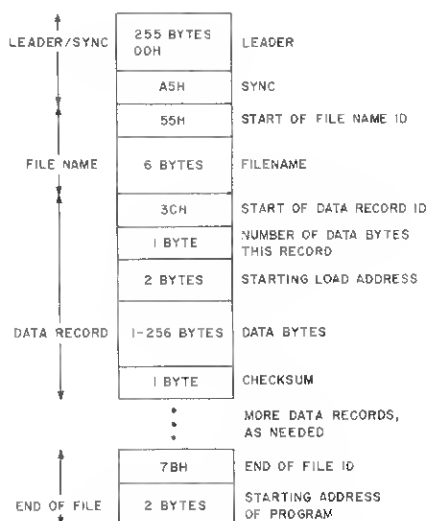 LEADER/SYNC
255 BYTES
00H
LEADER
A5H
SYNC
55H
START OF FILE NAME ID
FILE NAME
6 BYTES
FILENAME
3CH
START OF DATA RECORD ID
1 BYTE
NUMBER OF DATA BYTES
THIS RECORD
2 BYTES
STARTING LOAD ADDRESS
DATA RECORD
1-256 BYTES
DATA BYTES
1 BYTE
CHECKSUM
MORE DATA RECORDS,
AS NEEDED
7BH
END OF FILE ID
END OF FILE
2 BYTES
STARTING ADDRESS
OF PROGRAM